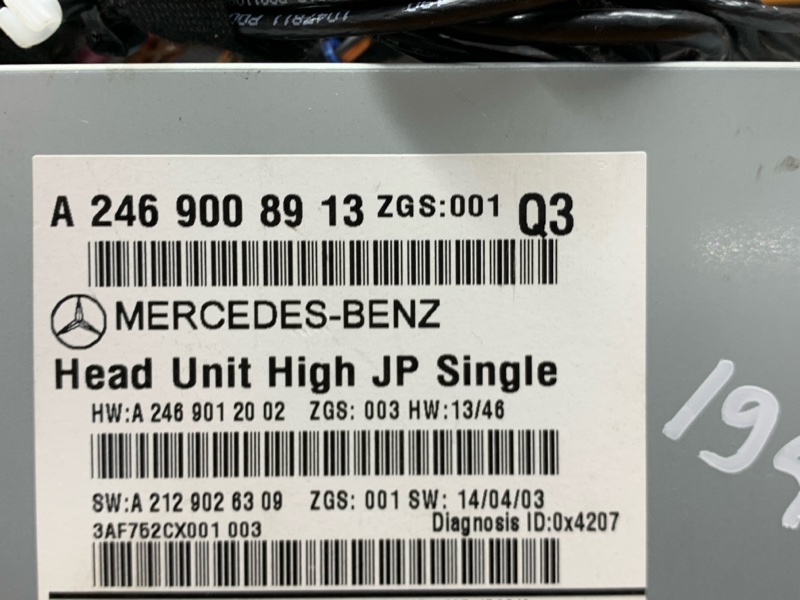 A 246 900 89 13 ZGS:001 Q3
MERCEDES-BENZ
Head Unit High JP Single
HW:A 246 901 20 02 ZGS: 003 HW:13/46
SW:A 212 902 63 09 ZGS: 001 SW: 14/04/03
3AF752CX001 003 Diagnosis ID:0x4207